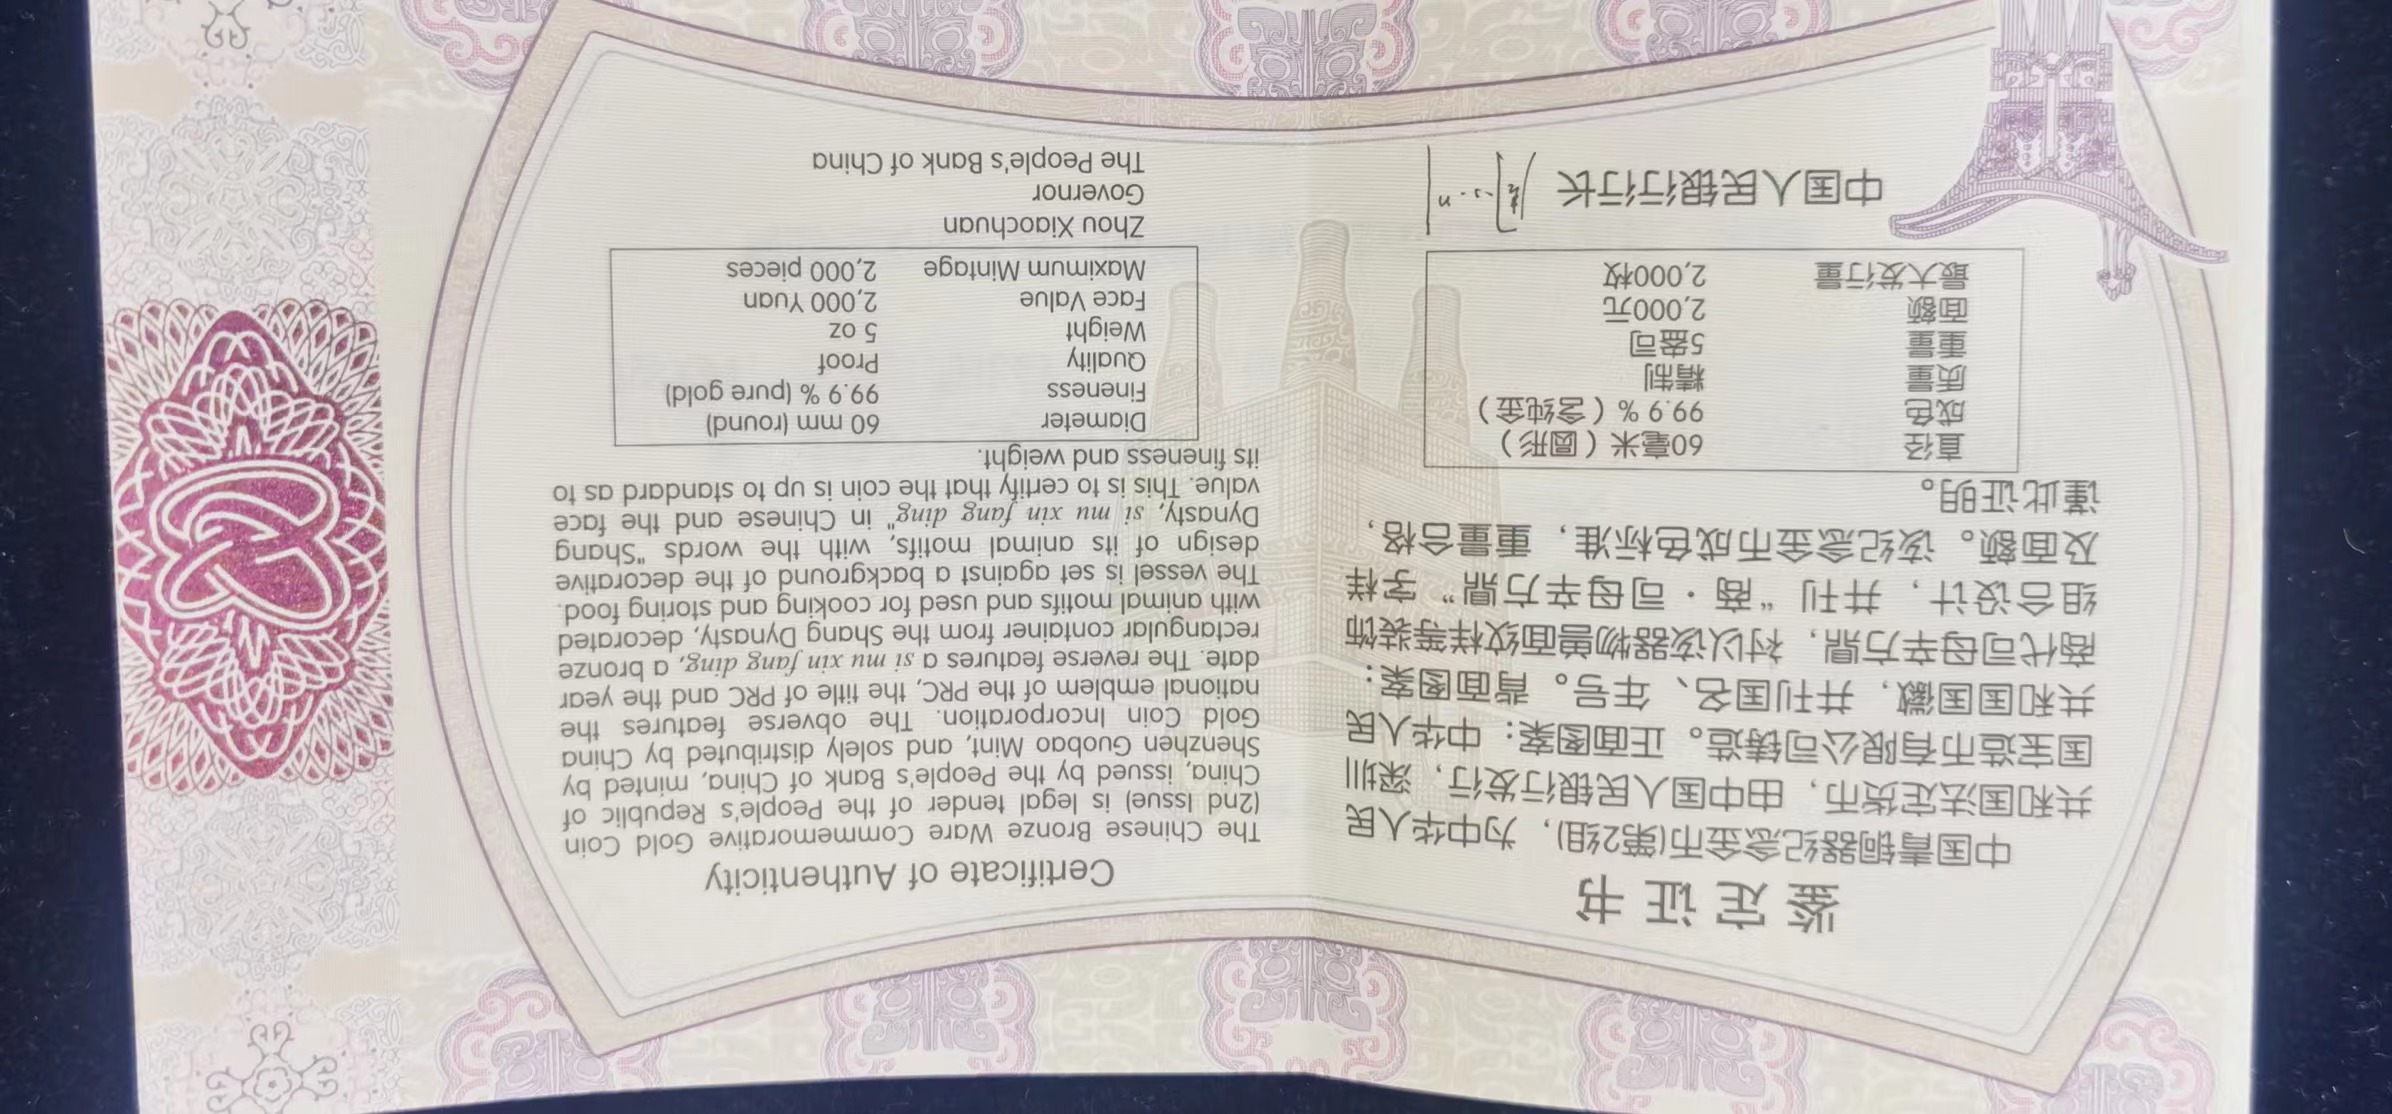 鉴定证书
中国青铜器纪念金币(第2组)，为中华人民
共和国法定货币，由中国人民银行发行，深圳
国宝造币有限公司铸造。正面图案：中华人民
共和国国徽，并刊国名、年号。背面图案：
商代司母辛方鼎，衬以该器物兽面纹样等装饰
组合设计，并刊“商·司母辛方鼎”字样
及面额。该纪念金币成色标准，重量合格，
谨此证明。
直径 60毫米（圆形）
成色 99.9％（含纯金）
质量 精制
重量 5盎司
面额 2,000元
最大发行量 2,000枚
中国人民银行行长
Certificate of Authenticity
The Chinese Bronze Ware Commemorative Gold Coin
(2nd Issue) is legal tender of the People's Republic of
China, issued by the People's Bank of China, minted by
Shenzhen Guobao Mint, and solely distributed by China
Gold Coin Incorporation. The obverse features the
national emblem of the PRC, the title of PRC and the year
date. The reverse features a si mu xin fang ding, a bronze
rectangular container from the Shang Dynasty, decorated
with animal motifs and used for cooking and storing food.
The vessel is set against a background of the decorative
design of its animal motifs, with the words "Shang
Dynasty, si mu xin fang ding" in Chinese and the face
value. This is to certify that the coin is up to standard as to
its fineness and weight.
Diameter 60 mm (round)
Fineness 99.9 % (pure gold)
Quality Proof
Weight 5 oz
Face Value 2,000 Yuan
Maximum Mintage 2,000 pieces
Zhou Xiaochuan
Governor
The People's Bank of China